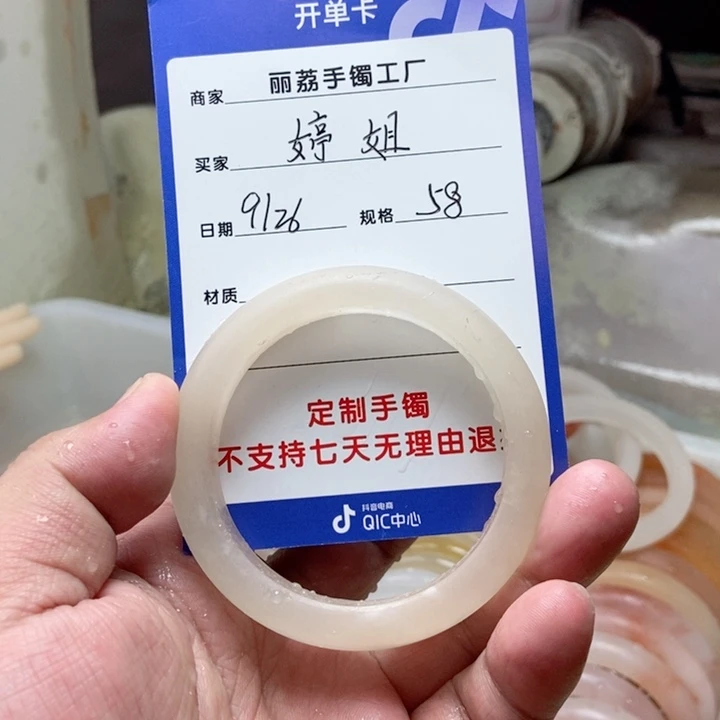 开单卡
商家 丽荔手镯工厂
买家 婷姐
日期 9/26 规格 58
材质
定制手镯
不支持七天无理由退
抖音电商
QIC中心